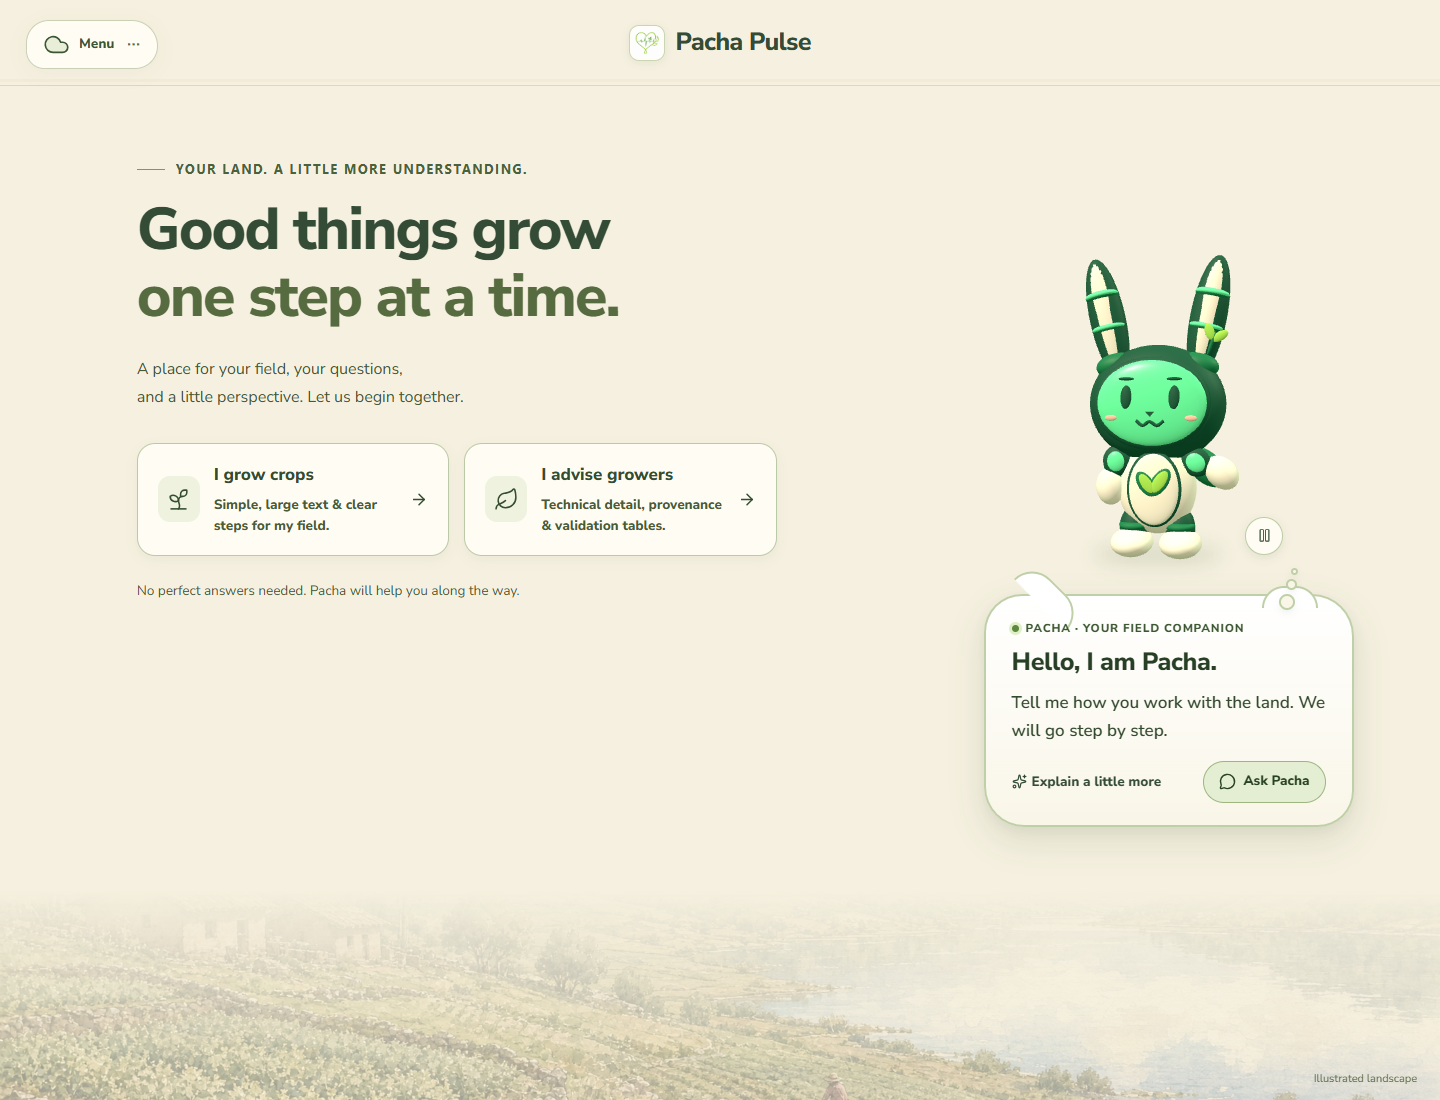 Menu ...
Pacha Pulse
YOUR LAND. A LITTLE MORE UNDERSTANDING.
Good things grow
one step at a time.
A place for your field, your questions,
and a little perspective. Let us begin together.
I grow crops
Simple, large text & clear
steps for my field.
I advise growers
Technical detail, provenance
& validation tables.
No perfect answers needed. Pacha will help you along the way.
PACHA · YOUR FIELD COMPANION
Hello, I am Pacha.
Tell me how you work with the land. We
will go step by step.
Explain a little more
Ask Pacha
Illustrated landscape